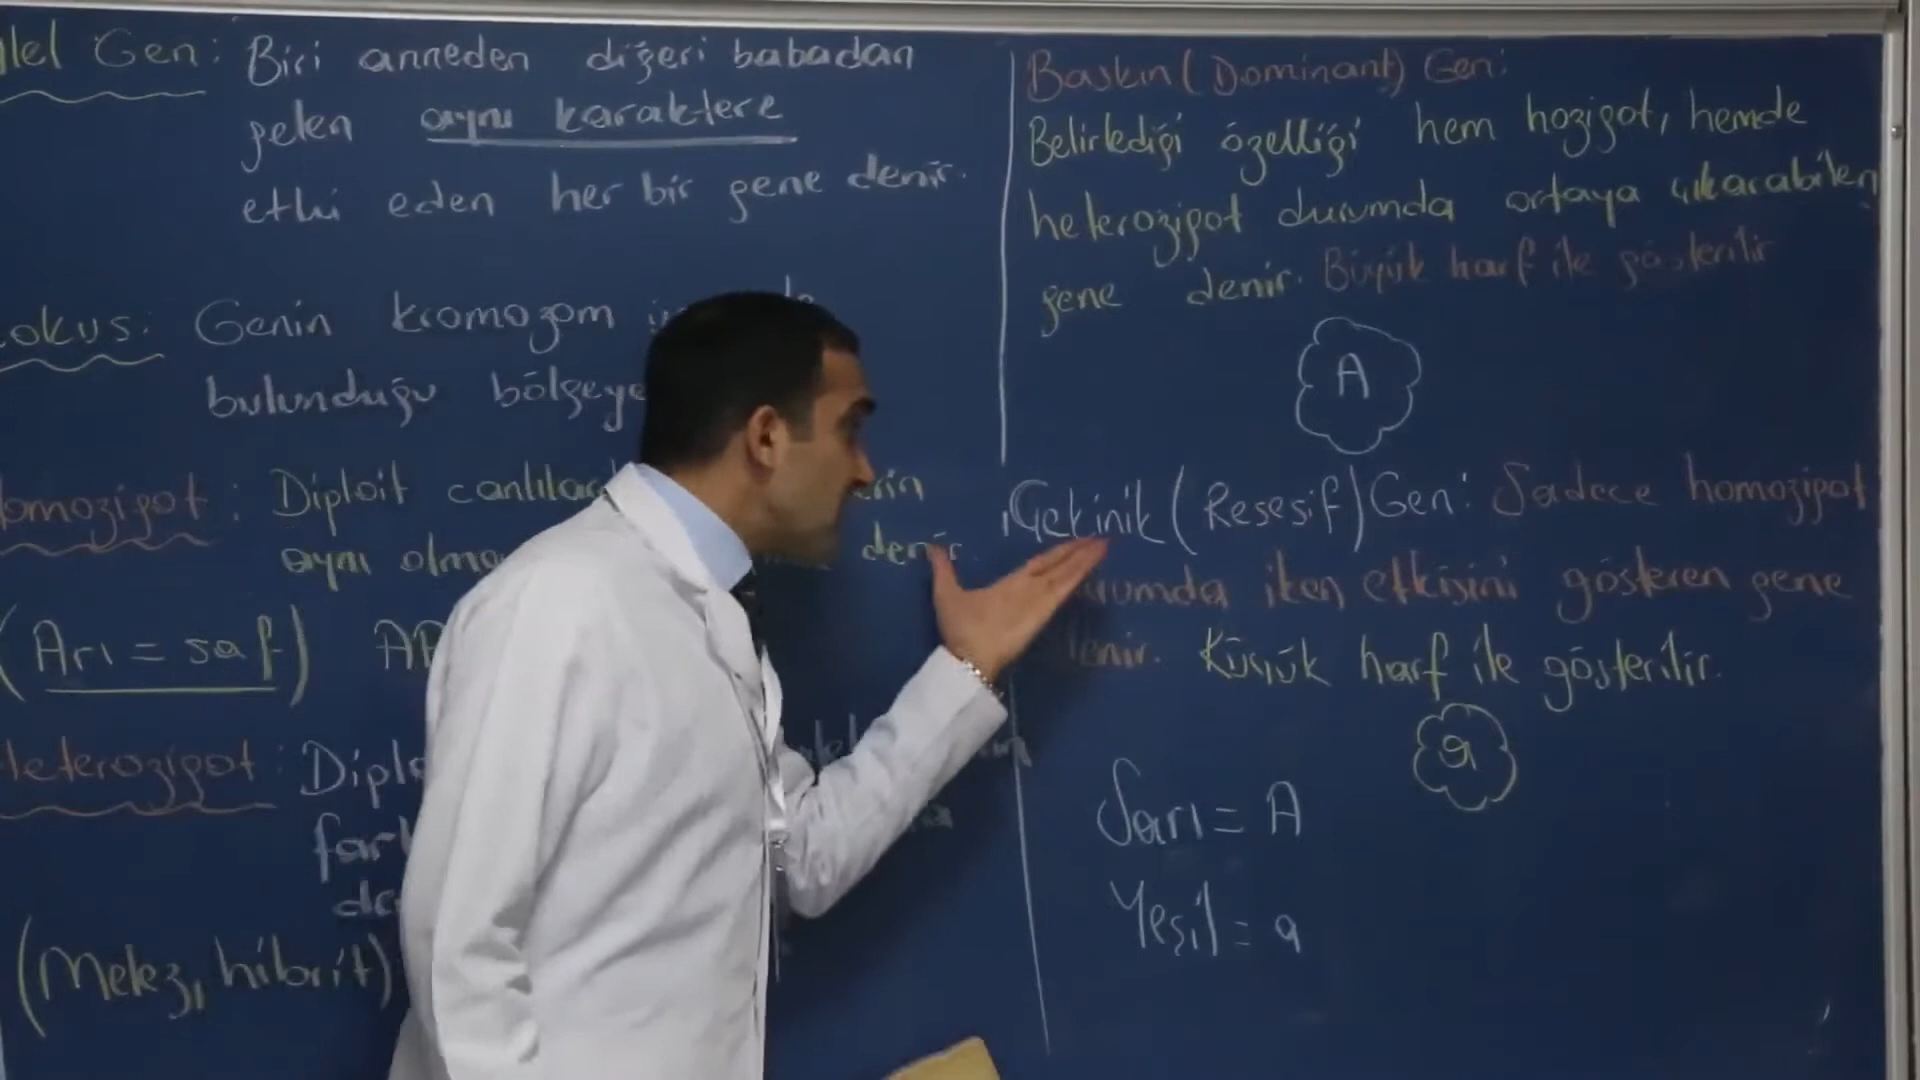 lel Gen: Biri anneden diğeri babadan
gelen aynı karaktere
etki eden her bir gene denir.
okus: Genin kromozom
bulunduğu bölgeye
omozigot: Diploit canlılar
aynı olma denir.
(Arı = saf)
eterozigot:
(Melez, hibrit)
Baskın (Dominant) Gen:
Belirlediği özelliği hem hozigot, hemde
heterozigot durumda ortaya çıkarabilen
gene denir. Büyük harf ile gösterilir
A
Çekinik (Resesif) Gen: Sadece homozigot
urumda iken etkisini gösteren gene
denir. Küçük harf ile gösterilir.
a
Sarı = A
Yeşil = a